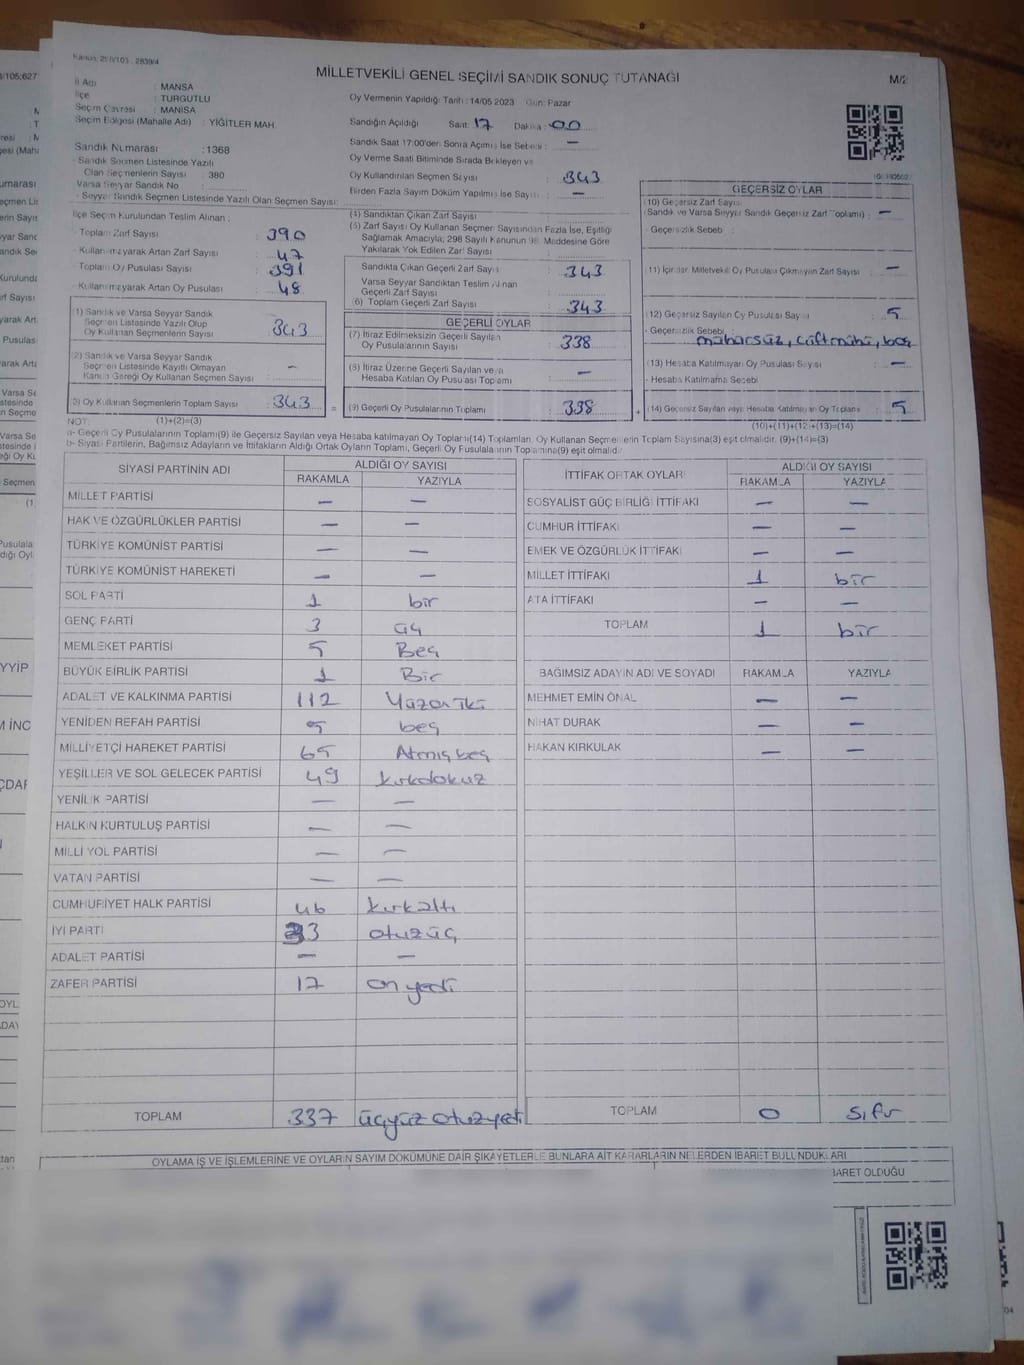 Kanun: 298/103, 2839/4
MİLLETVEKİLİ GENEL SEÇİMİ SANDIK SONUÇ TUTANAĞI
M/2
İl Adı : MANİSA
İlçe : TURGUTLU
Seçim Çevresi : MANİSA
Seçim Bölgesi (Mahalle Adı) : YİĞİTLER MAH.
Sandık Numarası : 1368
- Sandık Seçmen Listesinde Yazılı
Olan Seçmenlerin Sayısı : 380
Varsa Seyyar Sandık No :
- Seyyar Sandık Seçmen Listesinde Yazılı Olan Seçmen Sayısı:
İlçe Seçim Kurulundan Teslim Alınan :
- Toplam Zarf Sayısı : 390
- Kullanılmayarak Artan Zarf Sayısı : 47
- Toplam Oy Pusulası Sayısı : 391
- Kullanılmayarak Artan Oy Pusulası : 48
(1) Sandık ve Varsa Seyyar Sandık
Seçmen Listesinde Yazılı Olup
Oy Kullanan Seçmenlerin Sayısı : 343
(2) Sandık ve Varsa Seyyar Sandık
Seçmen Listesinde Kayıtlı Olmayan
Kanun Gereği Oy Kullanan Seçmen Sayısı : -
(3) Oy Kullanan Seçmenlerin Toplam Sayısı : 343
(1)+(2)=(3)
Oy Vermenin Yapıldığı Tarih : 14/05/2023 Gün: Pazar
Sandığın Açıldığı Saat: 17 Dakika : 00
Sandık Saat 17:00'den Sonra Açılmış İse Sebebi : -
Oy Verme Saati Bitiminde Sırada Bekleyen ve
Oy Kullandırılan Seçmen Sayısı : 343
Birden Fazla Sayım Döküm Yapılmış İse Sayısı : -
(4) Sandıktan Çıkan Zarf Sayısı
(5) Zarf Sayısı Oy Kullanan Seçmen Sayısından Fazla İse, Eşitliği
Sağlamak Amacıyla, 298 Sayılı Kanunun 98. Maddesine Göre
Yakılarak Yok Edilen Zarf Sayısı :
Sandıkta Çıkan Geçerli Zarf Sayısı : 343
Varsa Seyyar Sandıktan Teslim Alınan
Geçerli Zarf Sayısı :
(6) Toplam Geçerli Zarf Sayısı : 343
GEÇERLİ OYLAR
(7) İtiraz Edilmeksizin Geçerli Sayılan
Oy Pusulalarının Sayısı : 338
(8) İtiraz Üzerine Geçerli Sayılan veya
Hesaba Katılan Oy Pusulası Toplamı : -
= (9) Geçerli Oy Pusulalarının Toplamı : 338 +
GEÇERSİZ OYLAR
(10) Geçersiz Zarf Sayısı
(Sandık ve Varsa Seyyar Sandık Geçersiz Zarf Toplamı) : -
- Geçersizlik Sebebi :
(11) İçinden Milletvekili Oy Pusulası Çıkmayan Zarf Sayısı : -
(12) Geçersiz Sayılan Oy Pusulası Sayısı : 5
- Geçersizlik Sebebi : mühürsüz, çift mühü, boş
(13) Hesaba Katılmayan Oy Pusulası Sayısı : -
- Hesaba Katılmama Sebebi
(14) Geçersiz Sayılan veya Hesaba Katılmayan Oy Toplamı : 5
(10)+(11)+(12)+(13)=(14)
NOT:
a- Geçerli Oy Pusulalarının Toplamı(9) ile Geçersiz Sayılan veya Hesaba katılmayan Oy Toplamı(14) Toplamları, Oy Kullanan Seçmenlerin Toplam Sayısına(3) eşit olmalıdır. (9)+(14)=(3)
b- Siyasi Partilerin, Bağımsız Adayların ve İttifakların Aldığı Ortak Oyların Toplamı, Geçerli Oy Pusulalarının Toplamına(9) eşit olmalıdır
SİYASİ PARTİNİN ADI ALDIĞI OY SAYISI
RAKAMLA YAZIYLA
MİLLET PARTİSİ - -
HAK VE ÖZGÜRLÜKLER PARTİSİ - -
TÜRKİYE KOMÜNİST PARTİSİ - -
TÜRKİYE KOMÜNİST HAREKETİ - -
SOL PARTİ 1 bir
GENÇ PARTİ 3 üç
MEMLEKET PARTİSİ 5 Beş
BÜYÜK BİRLİK PARTİSİ 1 Bir
ADALET VE KALKINMA PARTİSİ 112 Yüzoniki
YENİDEN REFAH PARTİSİ 5 beş
MİLLİYETÇİ HAREKET PARTİSİ 65 Atmış beş
YEŞİLLER VE SOL GELECEK PARTİSİ 49 kırkdokuz
YENİLİK PARTİSİ - -
HALKIN KURTULUŞ PARTİSİ - -
MİLLİ YOL PARTİSİ - -
VATAN PARTİSİ - -
CUMHURİYET HALK PARTİSİ 46 kırkaltı
İYİ PARTİ 33 otuzüç
ADALET PARTİSİ - -
ZAFER PARTİSİ 17 on yedi
TOPLAM 337 üçyüz otuzyedi
İTTİFAK ORTAK OYLARI ALDIĞI OY SAYISI
RAKAMLA YAZIYLA
SOSYALİST GÜÇ BİRLİĞİ İTTİFAKI - -
CUMHUR İTTİFAKI - -
EMEK VE ÖZGÜRLÜK İTTİFAKI - -
MİLLET İTTİFAKI 1 bir
ATA İTTİFAKI - -
TOPLAM 1 bir
BAĞIMSIZ ADAYIN ADI VE SOYADI RAKAMLA YAZIYLA
MEHMET EMİN ÖNAL - -
NİHAT DURAK - -
HAKAN KIRKULAK - -
TOPLAM 0 sıfır
OYLAMA İŞ VE İŞLEMLERİNE VE OYLARIN SAYIM DÖKÜMÜNE DAİR ŞİKAYETLERLE BUNLARA AİT KARARLARIN NELERDEN İBARET BULUNDUKLARI
BARET OLDUĞU